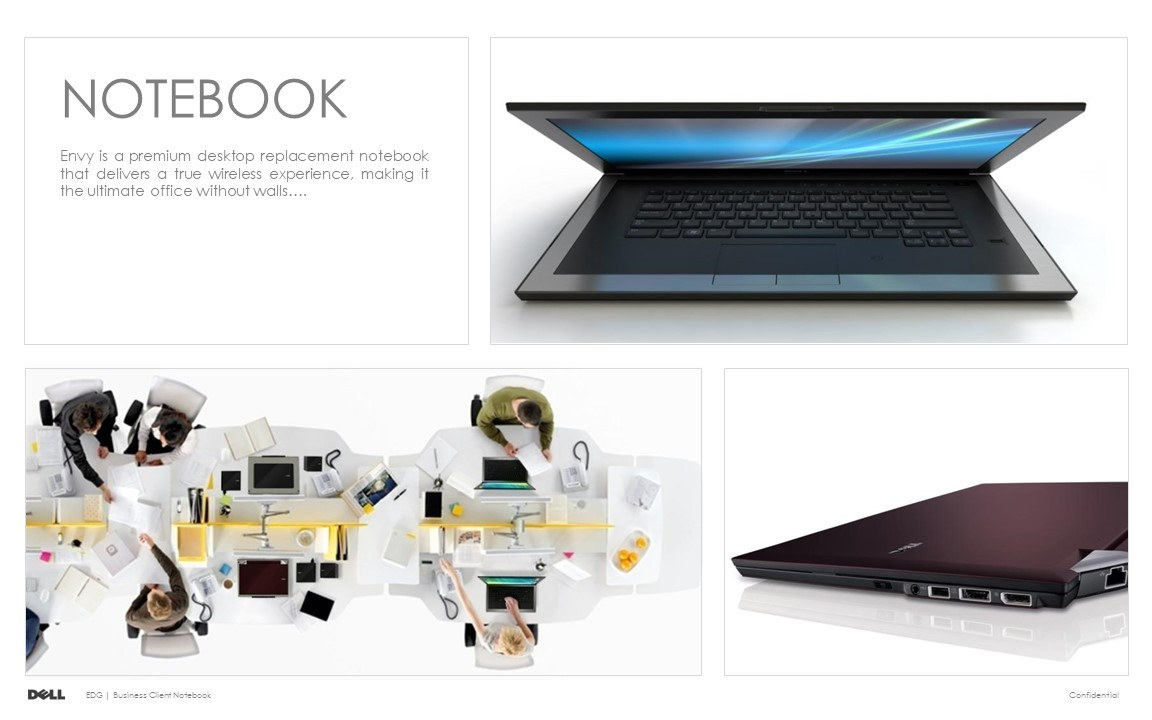 NOTEBOOK
Envy is a premium desktop replacement notebook
that delivers a true wireless experience, making it
the ultimate office without walls....
DELL
EDG | Business Client Notebook
Confidential